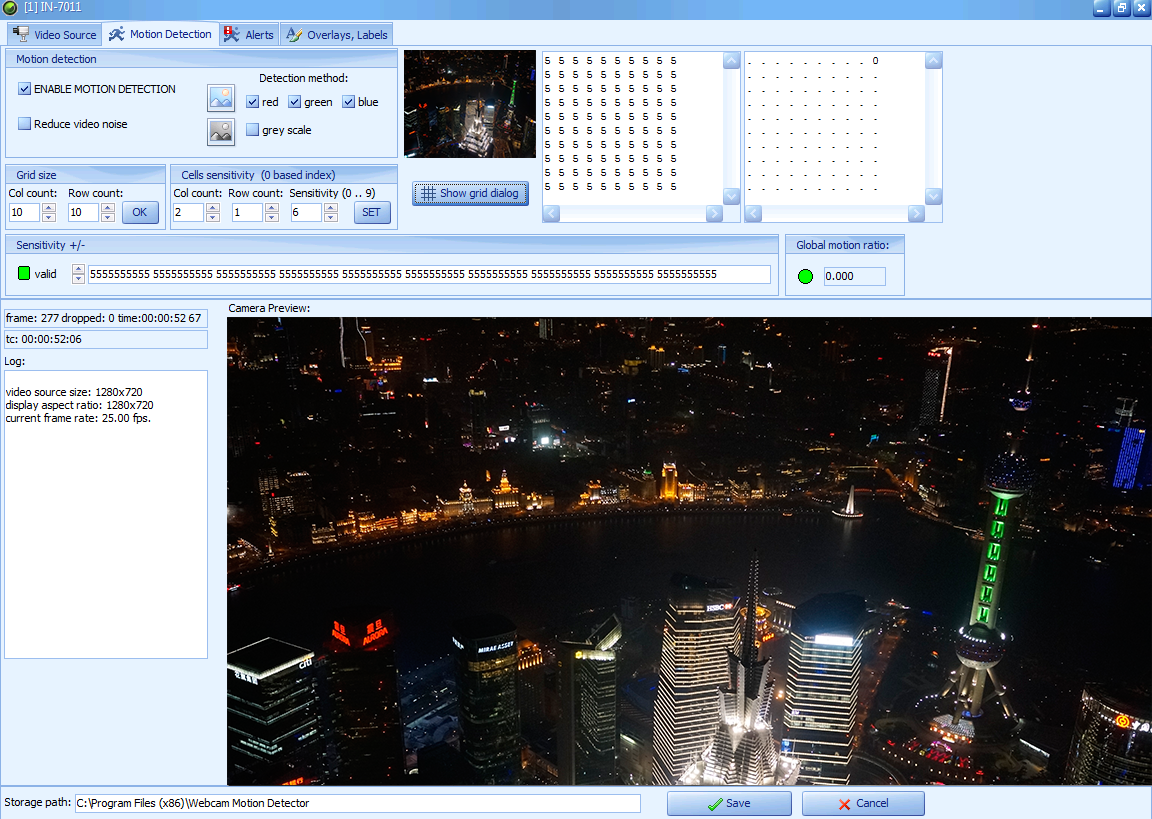 [1] IN-7011
Video Source Motion Detection Alerts Overlays, Labels
Motion detection
ENABLE MOTION DETECTION
Reduce video noise
Detection method:
red green blue
grey scale
Grid size
Col count: Row count:
10 10 OK
Cells sensitivity (0 based index)
Col count: Row count: Sensitivity (0 .. 9)
2 1 6 SET
Show grid dialog
5 5 5 5 5 5 5 5 5 5
5 5 5 5 5 5 5 5 5 5
5 5 5 5 5 5 5 5 5 5
5 5 5 5 5 5 5 5 5 5
5 5 5 5 5 5 5 5 5 5
5 5 5 5 5 5 5 5 5 5
5 5 5 5 5 5 5 5 5 5
5 5 5 5 5 5 5 5 5 5
5 5 5 5 5 5 5 5 5 5
5 5 5 5 5 5 5 5 5 5
. . . . . . . . . 0
. . . . . . . . . .
. . . . . . . . . .
. . . . . . . . . .
. . . . . . . . . .
. . . . . . . . . .
. . . . . . . . . .
. . . . . . . . . .
. . . . . . . . . .
. . . . . . . . . .
Sensitivity +/-
valid
5555555555 5555555555 5555555555 5555555555 5555555555 5555555555 5555555555 5555555555 5555555555 5555555555
Global motion ratio:
0.000
frame: 277 dropped: 0 time:00:00:52 67
tc: 00:00:52:06
Log:
video source size: 1280x720
display aspect ratio: 1280x720
current frame rate: 25.00 fps.
Camera Preview:
HSBC
AURORA
MIRAE ASSET
citi
Storage path: C:\Program Files (x86)\Webcam Motion Detector
Save Cancel